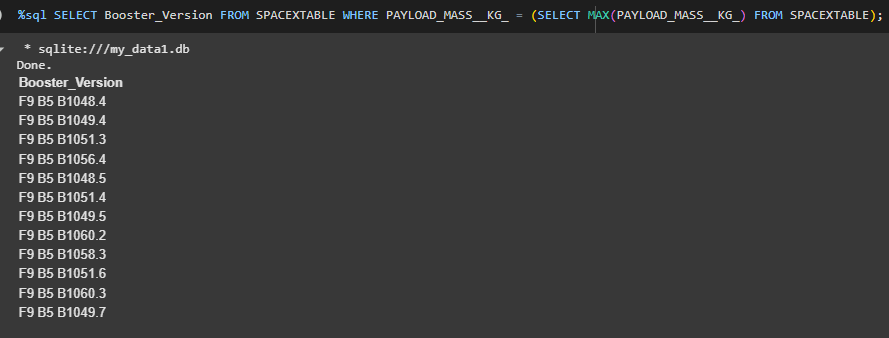 %sql SELECT Booster_Version FROM SPACEXTABLE WHERE PAYLOAD_MASS__KG_ = (SELECT MAX(PAYLOAD_MASS__KG_) FROM SPACEXTABLE);
* sqlite:///my_data1.db
Done.
Booster_Version
F9 B5 B1048.4
F9 B5 B1049.4
F9 B5 B1051.3
F9 B5 B1056.4
F9 B5 B1048.5
F9 B5 B1051.4
F9 B5 B1049.5
F9 B5 B1060.2
F9 B5 B1058.3
F9 B5 B1051.6
F9 B5 B1060.3
F9 B5 B1049.7